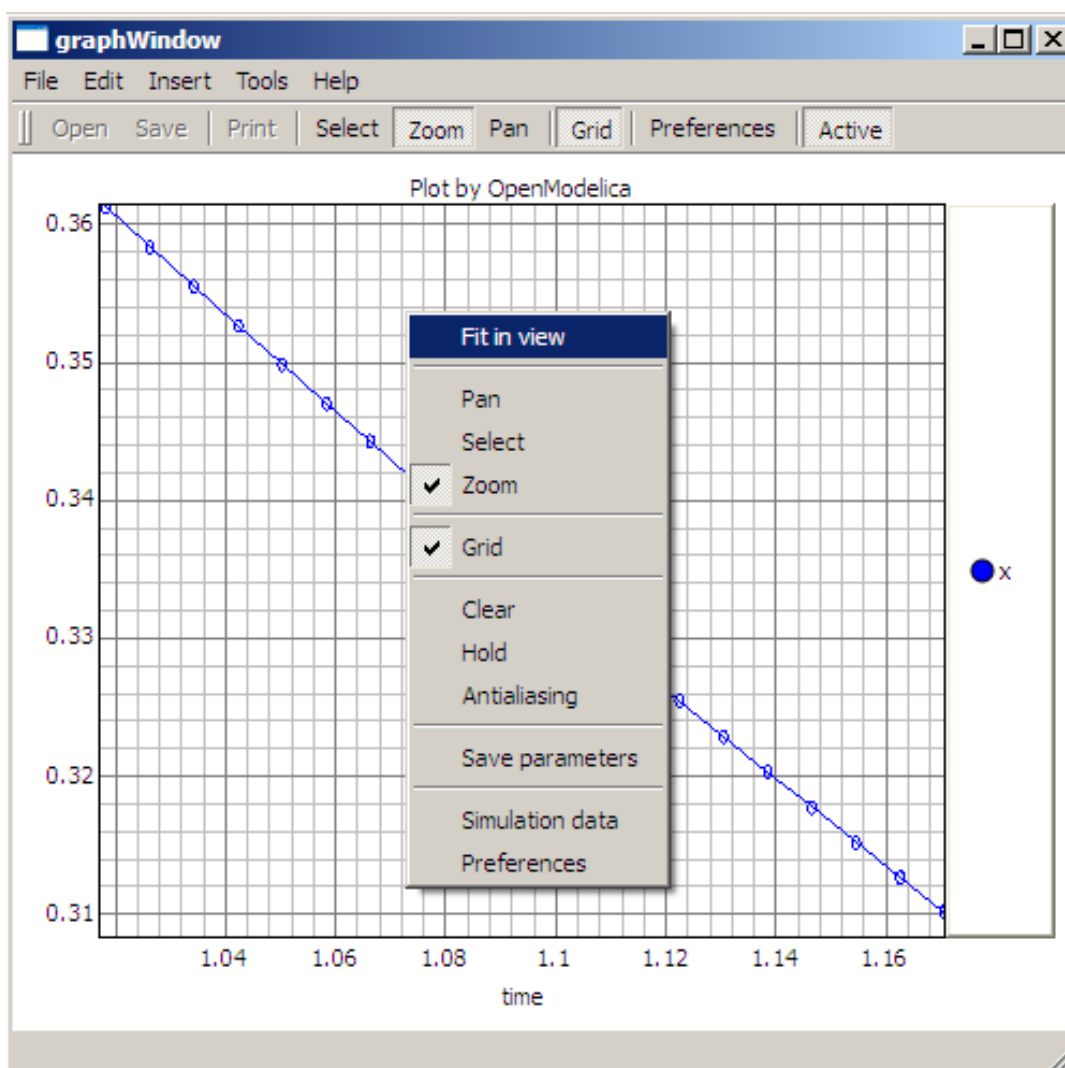 graphWindow
File Edit Insert Tools Help
Open Save Print Select Zoom Pan Grid Preferences Active
Plot by OpenModelica
0.36
0.35
0.34
0.33
0.32
0.31
Fit in view
Pan
Select
Zoom
Grid
Clear
Hold
Antialiasing
Save parameters
Simulation data
Preferences
x
1.04 1.06 1.08 1.1 1.12 1.14 1.16
time